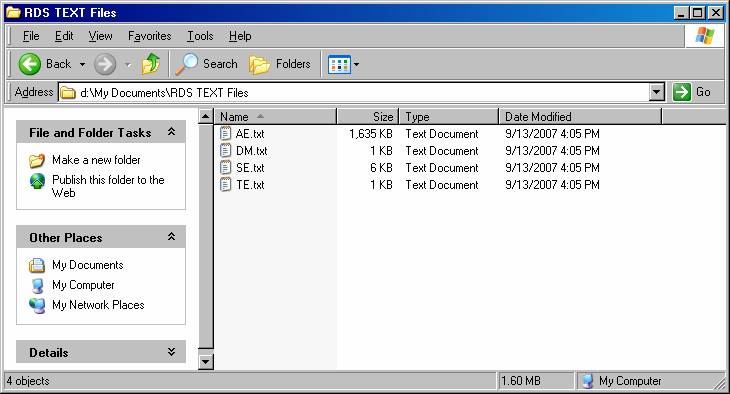 RDS TEXT Files
File Edit View Favorites Tools Help
Back Search Folders
Address d:\My Documents\RDS TEXT Files Go
File and Folder Tasks
Make a new folder
Publish this folder to the
Web
Other Places
My Documents
My Computer
My Network Places
Details
Name Size Type Date Modified
AE.txt 1,635 KB Text Document 9/13/2007 4:05 PM
DM.txt 1 KB Text Document 9/13/2007 4:05 PM
SE.txt 6 KB Text Document 9/13/2007 4:05 PM
TE.txt 1 KB Text Document 9/13/2007 4:05 PM
4 objects 1.60 MB My Computer